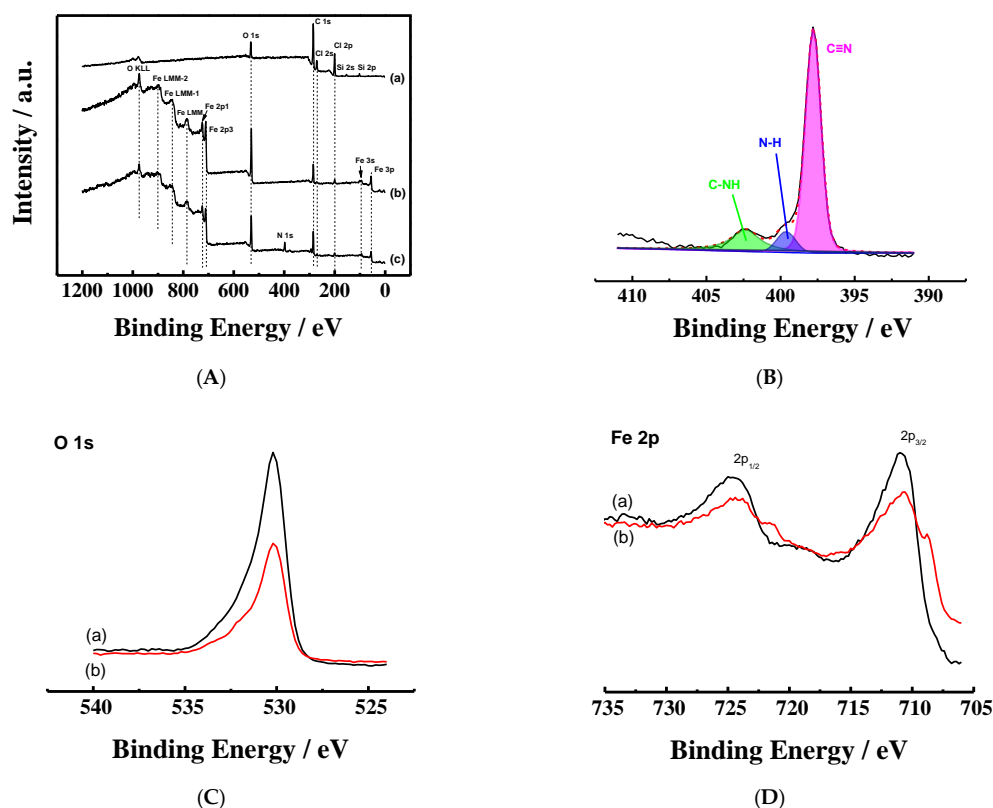 C 1s
O 1s
Cl 2p
Cl 2s
Si 2s
Si 2p
(a)
O KLL
Fe LMM-2
Fe LMM-1
Fe LMM
Fe 2p1
Fe 2p3
Fe 3s
Fe 3p
(b)
N 1s
(c)
Intensity / a.u.
1200 1000 800 600 400 200 0
Binding Energy / eV
(A)
C≡N
N-H
C-NH
410 405 400 395 390
Binding Energy / eV
(B)
O 1s
(a)
(b)
540 535 530 525
Binding Energy / eV
(C)
Fe 2p
2p1/2
2p3/2
(a)
(b)
735 730 725 720 715 710 705
Binding Energy / eV
(D)